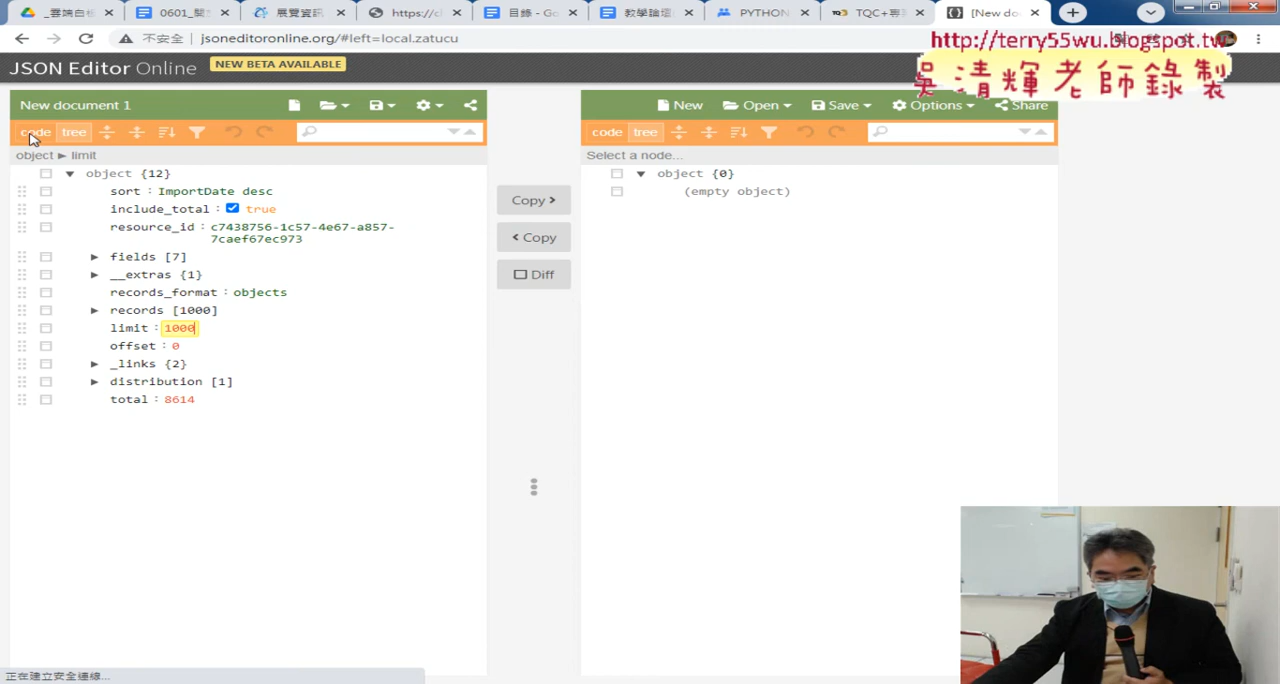 _雲端白板
0601_開
展覽資訊
https://cl
目錄 - Go
教學論壇
PYTHON
TQC+專
[New do
不安全
jsoneditoronline.org/#left=local.zatucu
http://terry55wu.blogspot.tw
吳清輝老師錄製
JSON Editor Online
NEW BETA AVAILABLE
New document 1
New
Open
Save
Options
Share
code
tree
code
tree
object ► limit
Select a node...
object {12}
sort : ImportDate desc
include_total : true
resource_id : c7438756-1c57-4e67-a857-
7caef67ec973
fields [7]
__extras {1}
records_format : objects
records [1000]
limit : 1000
offset : 0
_links {2}
distribution [1]
total : 8614
Copy >
< Copy
Diff
object {0}
(empty object)
正在建立安全連線...